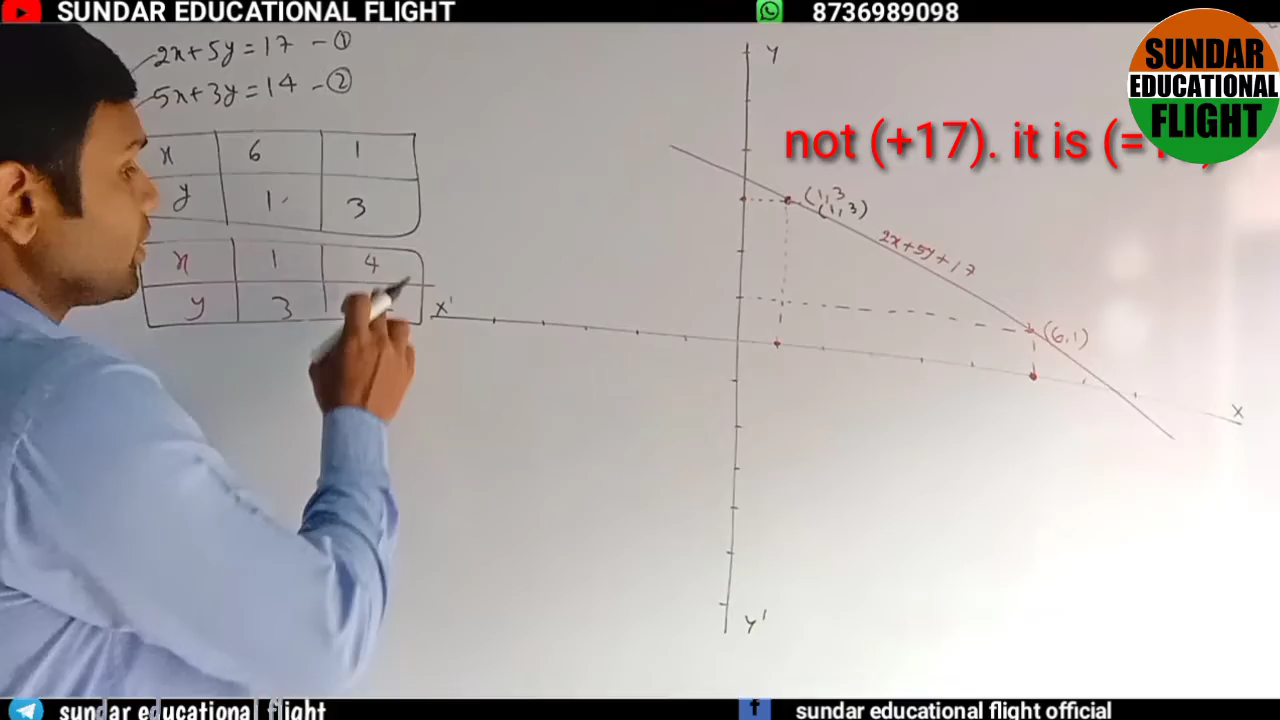 SUNDAR EDUCATIONAL FLIGHT
8736989098
2x+5y=17 -①
5x+3y=14 -②
x 6 1
y 1 3
x 1 4
y 3
Y
(1,3
(1,3)
2x+5y+17
(6,1)
X'
X
Y'
not (+17). it is (=
SUNDAR
EDUCATIONAL
FLIGHT
sundar educational flight
sundar educational flight official